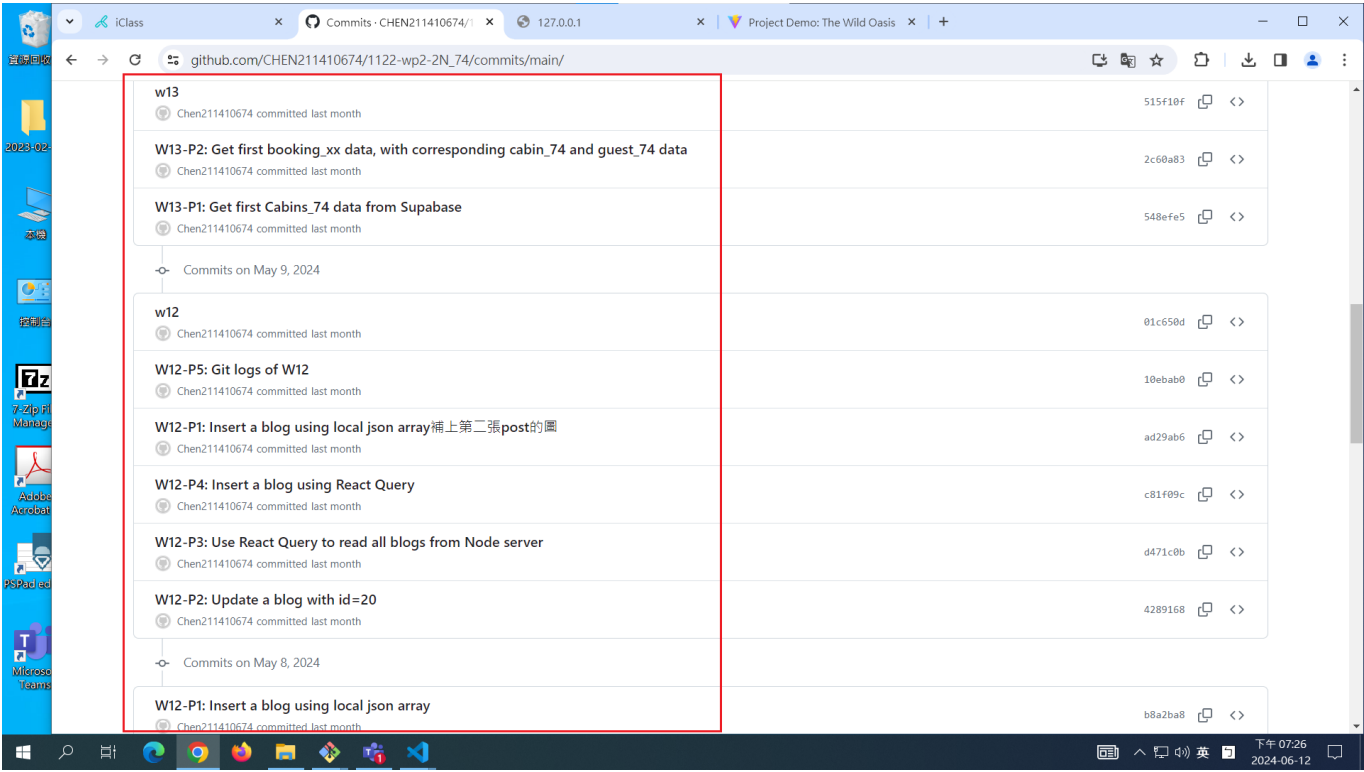 資源回收
iClass
Commits · CHEN211410674/1
127.0.0.1
Project Demo: The Wild Oasis
github.com/CHEN211410674/1122-wp2-2N_74/commits/main/
2023-02-
本機
控制台
7-Zip Fi
Manage
Adobe
Acrobat
PSPad ed
Microso
Teams
w13
Chen211410674 committed last month
515f10f
W13-P2: Get first booking_xx data, with corresponding cabin_74 and guest_74 data
Chen211410674 committed last month
2c60a83
W13-P1: Get first Cabins_74 data from Supabase
Chen211410674 committed last month
548efe5
Commits on May 9, 2024
w12
Chen211410674 committed last month
01c650d
W12-P5: Git logs of W12
Chen211410674 committed last month
10ebab0
W12-P1: Insert a blog using local json array補上第二張post的圖
Chen211410674 committed last month
ad29ab6
W12-P4: Insert a blog using React Query
Chen211410674 committed last month
c81f09c
W12-P3: Use React Query to read all blogs from Node server
Chen211410674 committed last month
d471c0b
W12-P2: Update a blog with id=20
Chen211410674 committed last month
4289168
Commits on May 8, 2024
W12-P1: Insert a blog using local json array
Chen211410674 committed last month
b8a2ba8
英
下午 07:26
2024-06-12